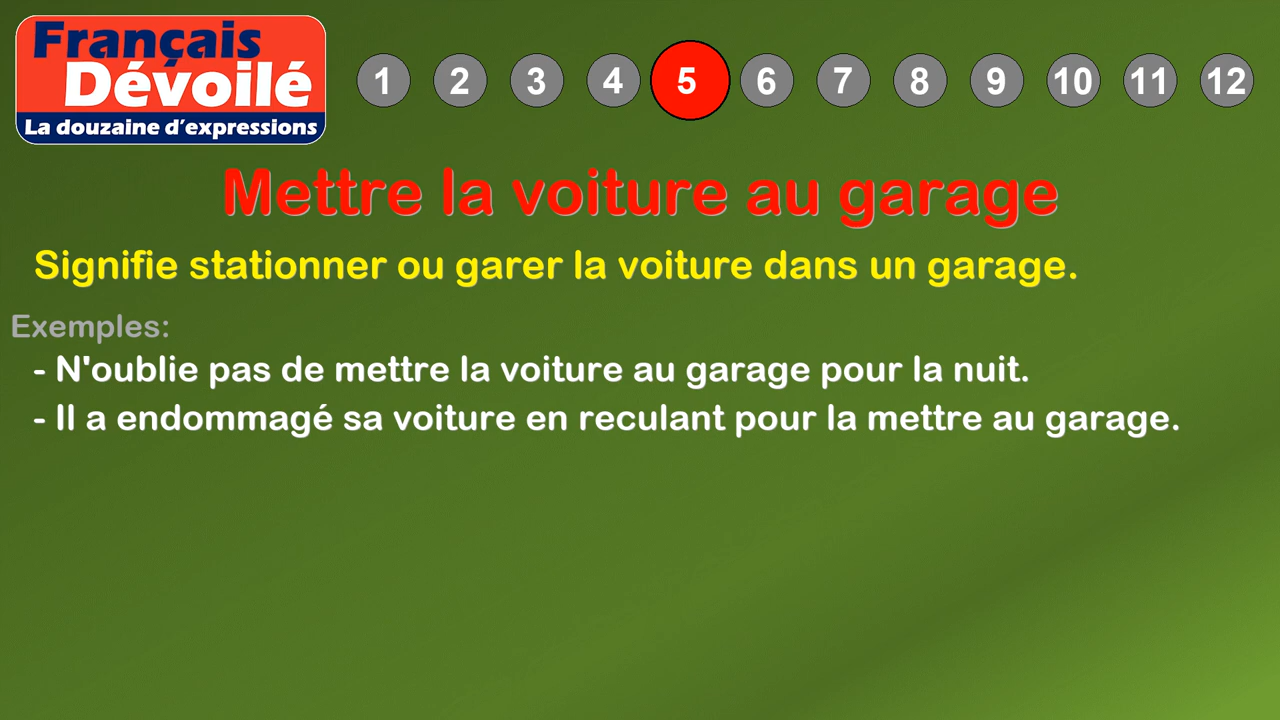 Français
Dévoilé
La douzaine d'expressions
1 2 3 4 5 6 7 8 9 10 11 12
Mettre la voiture au garage
Signifie stationner ou garer la voiture dans un garage.
Exemples:
- N'oublie pas de mettre la voiture au garage pour la nuit.
- Il a endommagé sa voiture en reculant pour la mettre au garage.